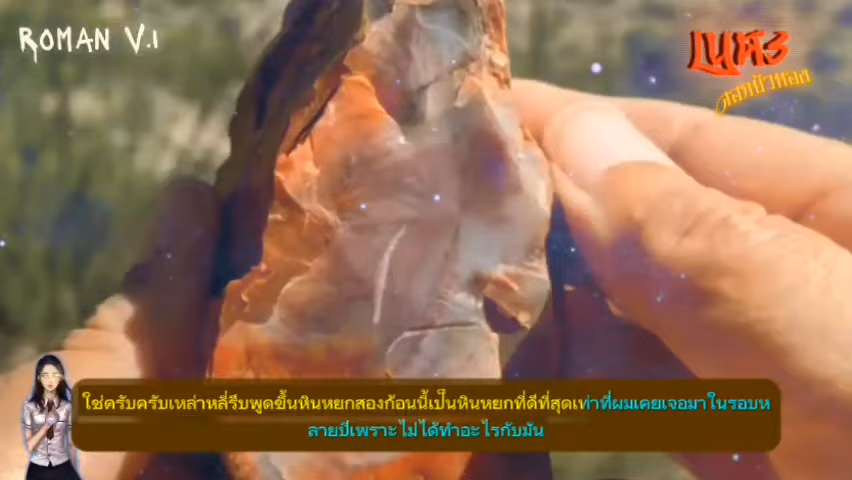 ROMAN V.1
เนศร
ใช่ครับครับเหล่าหลี่รีบพูดขึ้นหินหยกสองก้อนนี้เป็นหินหยกที่ดีที่สุดเท่าที่ผมเคยเจอมาในรอบห
ลายปีเพราะไม่ได้ทำอะไรกับมัน